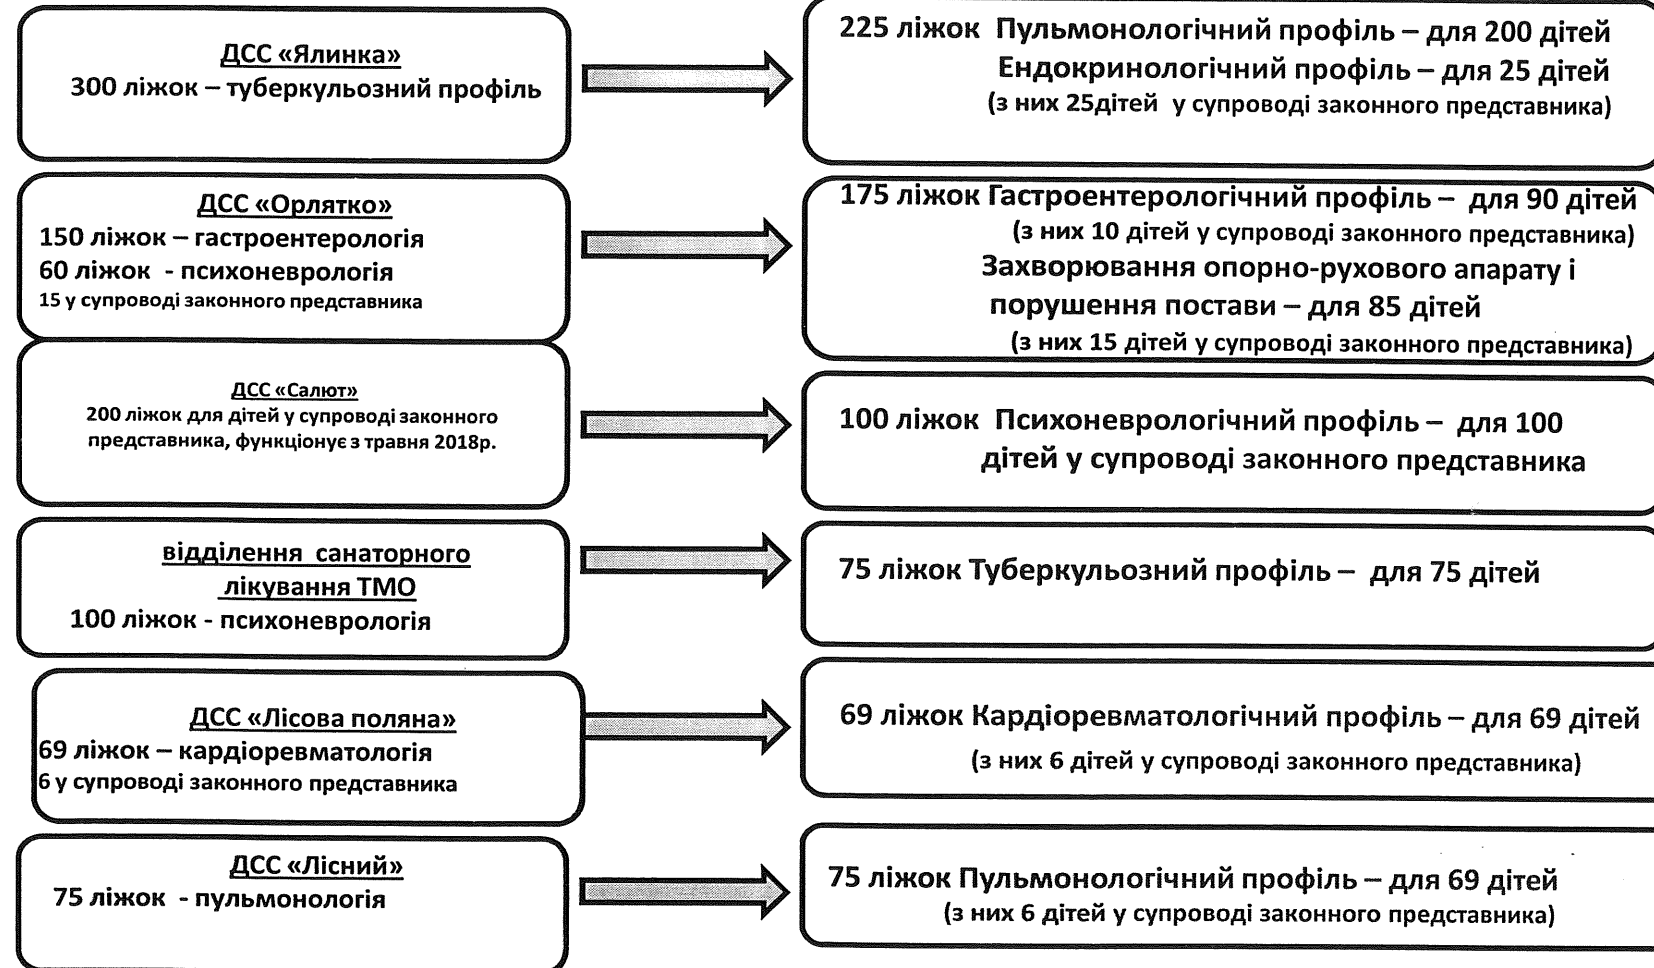 ДСС «Ялинка»
300 ліжок – туберкульозний профіль
225 ліжок Пульмонологічний профіль – для 200 дітей
Ендокринологічний профіль – для 25 дітей
(з них 25дітей у супроводі законного представника)
ДСС «Орлятко»
150 ліжок – гастроентерологія
60 ліжок - психоневрологія
15 у супроводі законного представника
175 ліжок Гастроентерологічний профіль – для 90 дітей
(з них 10 дітей у супроводі законного представника)
Захворювання опорно-рухового апарату і
порушення постави – для 85 дітей
(з них 15 дітей у супроводі законного представника)
ДСС «Салют»
200 ліжок для дітей у супроводі законного
представника, функціонує з травня 2018р.
100 ліжок Психоневрологічний профіль – для 100
дітей у супроводі законного представника
відділення санаторного
лікування ТМО
100 ліжок - психоневрологія
75 ліжок Туберкульозний профіль – для 75 дітей
ДСС «Лісова поляна»
69 ліжок – кардіоревматологія
6 у супроводі законного представника
69 ліжок Кардіоревматологічний профіль – для 69 дітей
(з них 6 дітей у супроводі законного представника)
ДСС «Лісний»
75 ліжок - пульмонологія
75 ліжок Пульмонологічний профіль – для 69 дітей
(з них 6 дітей у супроводі законного представника)